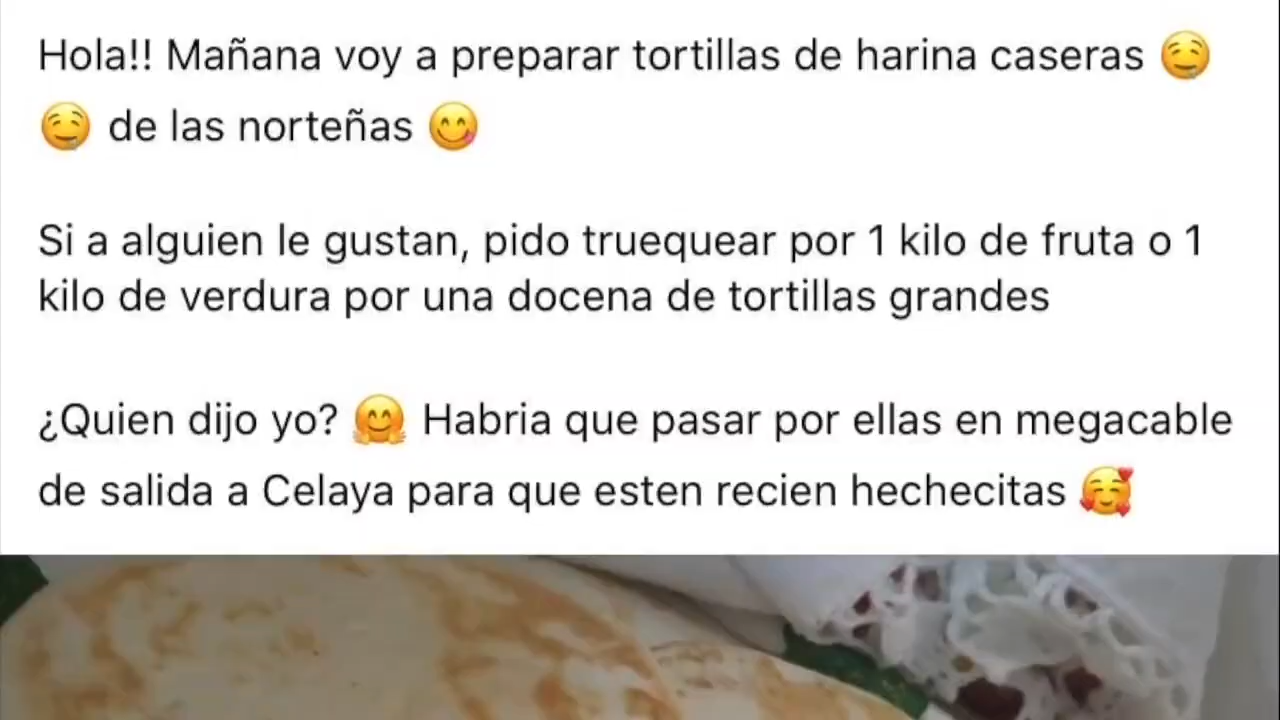 Hola!! Mañana voy a preparar tortillas de harina caseras 🤤
🤤 de las norteñas 😋
Si a alguien le gustan, pido truequear por 1 kilo de fruta o 1
kilo de verdura por una docena de tortillas grandes
¿Quien dijo yo? 🤗 Habria que pasar por ellas en megacable
de salida a Celaya para que esten recien hechecitas 🥰